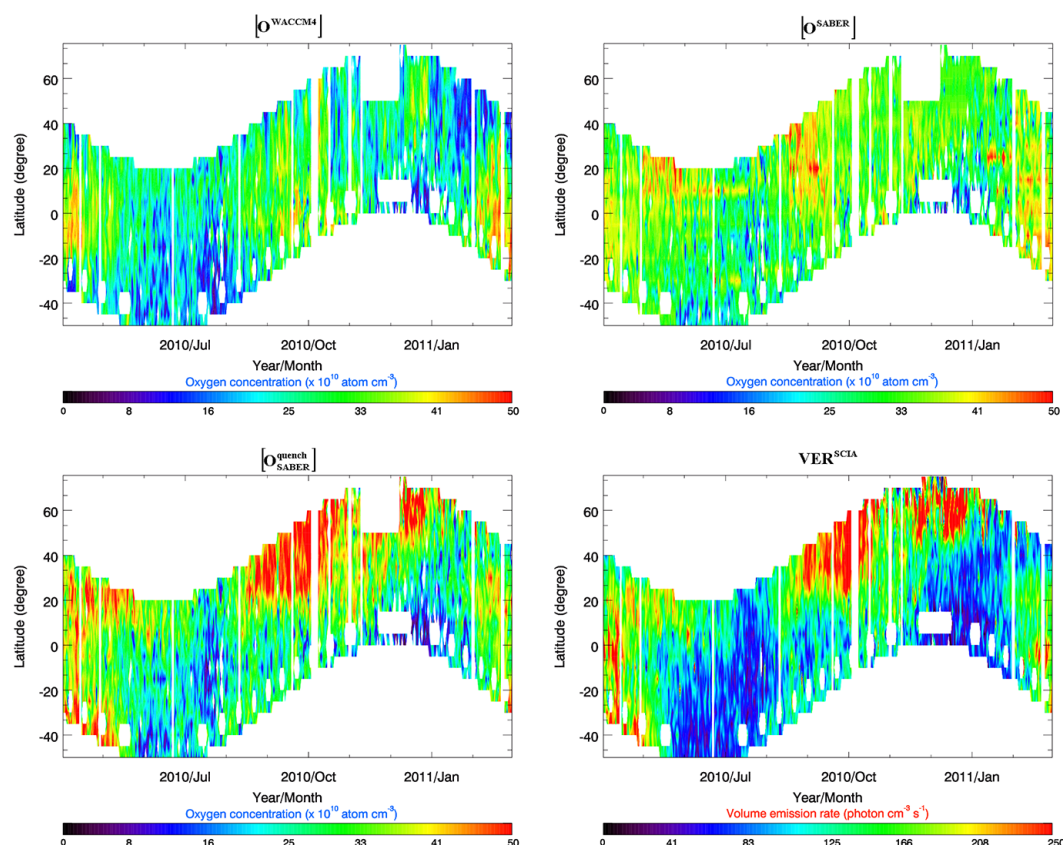 [O^WACCM4]
Latitude (degree)
60
40
20
0
-20
-40
2010/Jul 2010/Oct 2011/Jan
Year/Month
Oxygen concentration (x 10^10 atom cm^-3)
0 8 16 25 33 41 50
[O^SABER]
Latitude (degree)
60
40
20
0
-20
-40
2010/Jul 2010/Oct 2011/Jan
Year/Month
Oxygen concentration (x 10^10 atom cm^-3)
0 8 16 25 33 41 50
[O^quench_SABER]
Latitude (degree)
60
40
20
0
-20
-40
2010/Jul 2010/Oct 2011/Jan
Year/Month
Oxygen concentration (x 10^10 atom cm^-3)
0 8 16 25 33 41 50
VER^SCIA
Latitude (degree)
60
40
20
0
-20
-40
2010/Jul 2010/Oct 2011/Jan
Year/Month
Volume emission rate (photon cm^-3 s^-1)
0 41 83 125 166 208 250